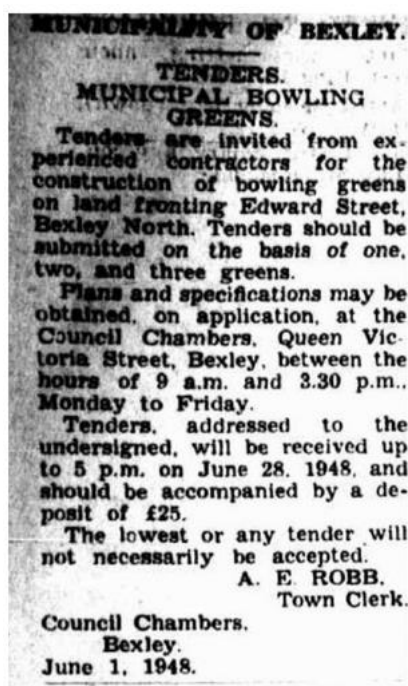 MUNICIPALITY OF BEXLEY.
TENDERS.
MUNICIPAL BOWLING
GREENS.
Tenders are invited from ex-
perienced contractors for the
construction of bowling greens
on land fronting Edward Street,
Bexley North. Tenders should be
submitted on the basis of one,
two, and three greens.
Plans and specifications may be
obtained, on application, at the
Council Chambers, Queen Vic-
toria Street, Bexley, between the
hours of 9 a.m. and 3.30 p.m.,
Monday to Friday.
Tenders, addressed to the
undersigned, will be received up
to 5 p.m. on June 28, 1948, and
should be accompanied by a de-
posit of £25.
The lowest or any tender will
not necessarily be accepted.
A. E. ROBB,
Town Clerk.
Council Chambers,
Bexley.
June 1, 1948.